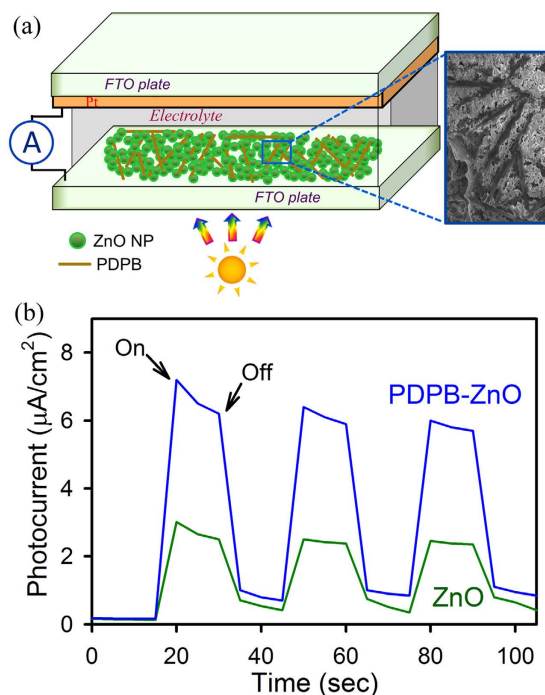 (a)
FTO plate
Pt
Electrolyte
A
FTO plate
ZnO NP
PDPB
(b)
Photocurrent (µA/cm²)
8
6
4
2
0
On
Off
PDPB-ZnO
ZnO
0 20 40 60 80 100
Time (sec)